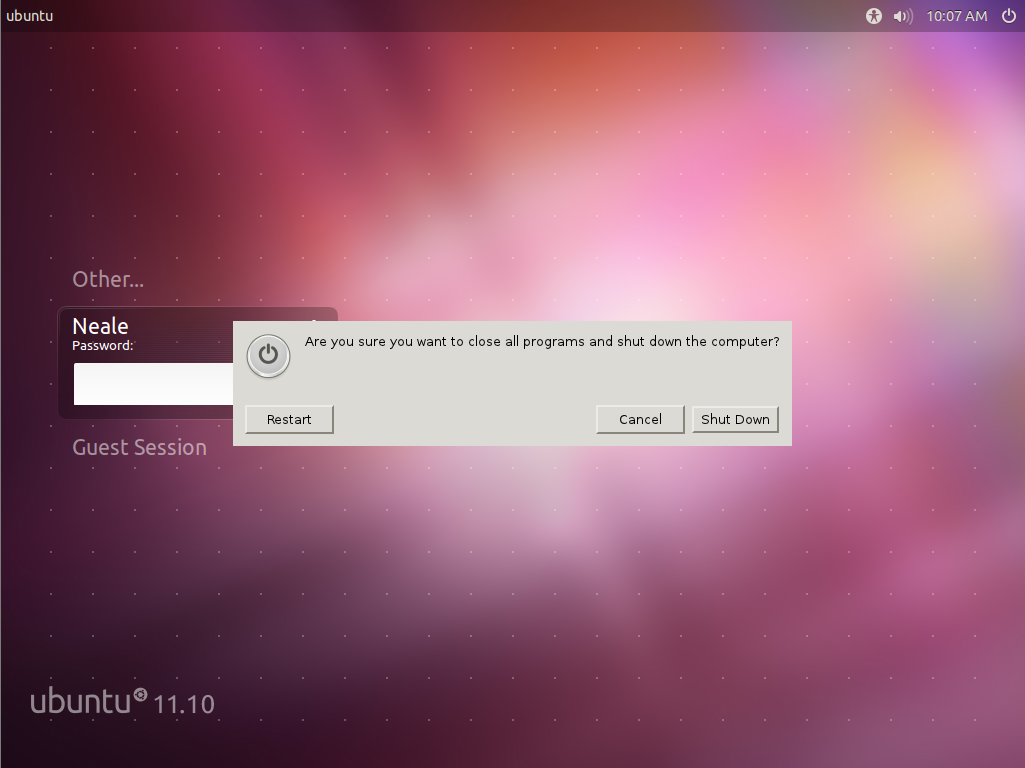 ubuntu
10:07 AM
Other...
Neale
Password:
Are you sure you want to close all programs and shut down the computer?
Restart
Cancel
Shut Down
Guest Session
ubuntu 11.10